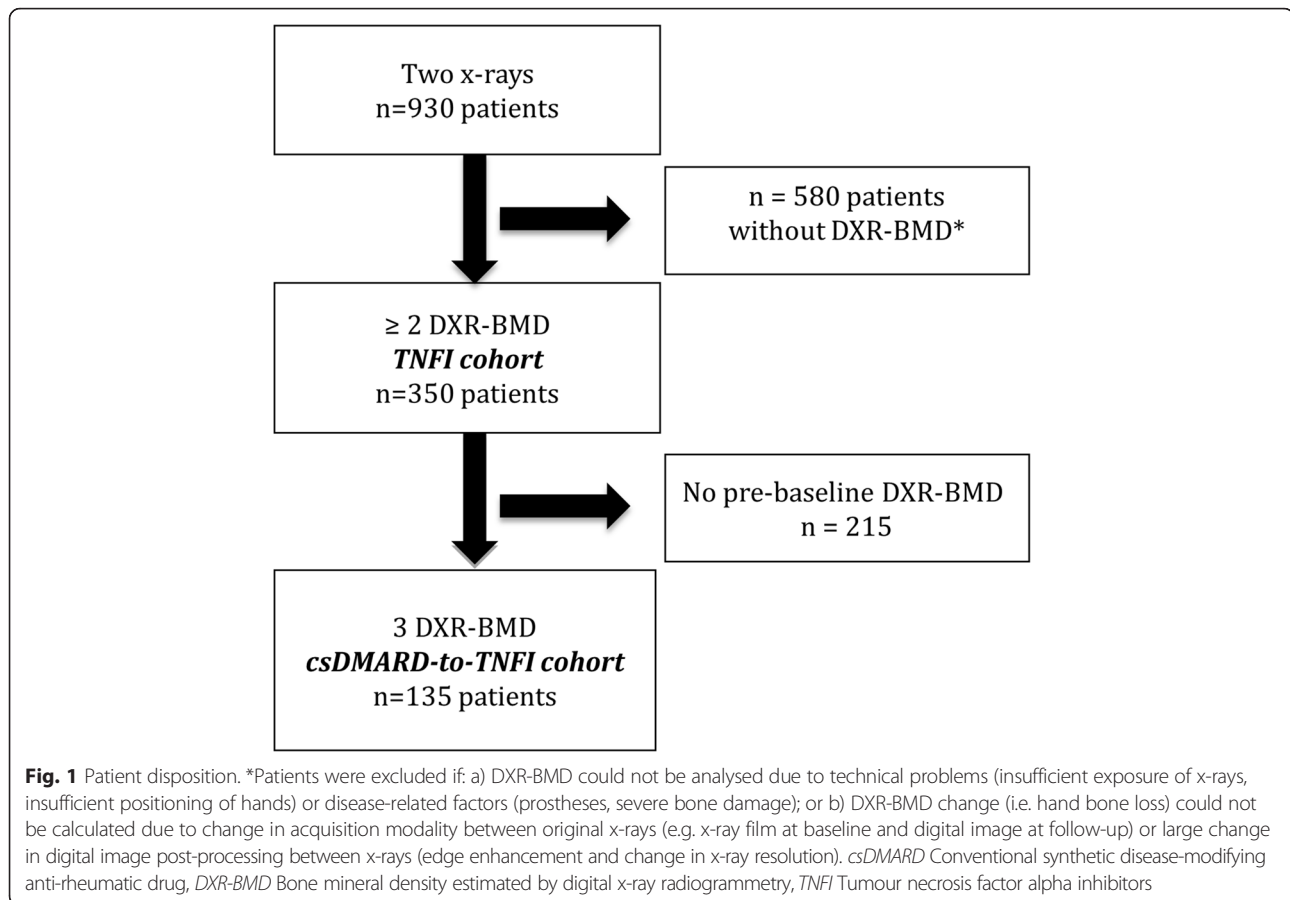 Two x-rays
n=930 patients
n = 580 patients
without DXR-BMD*
≥ 2 DXR-BMD
TNFI cohort
n=350 patients
No pre-baseline DXR-BMD
n = 215
3 DXR-BMD
csDMARD-to-TNFI cohort
n=135 patients
Fig. 1 Patient disposition. *Patients were excluded if: a) DXR-BMD could not be analysed due to technical problems (insufficient exposure of x-rays,
insufficient positioning of hands) or disease-related factors (prostheses, severe bone damage); or b) DXR-BMD change (i.e. hand bone loss) could not
be calculated due to change in acquisition modality between original x-rays (e.g. x-ray film at baseline and digital image at follow-up) or large change
in digital image post-processing between x-rays (edge enhancement and change in x-ray resolution). csDMARD Conventional synthetic disease-modifying
anti-rheumatic drug, DXR-BMD Bone mineral density estimated by digital x-ray radiogrammetry, TNFI Tumour necrosis factor alpha inhibitors